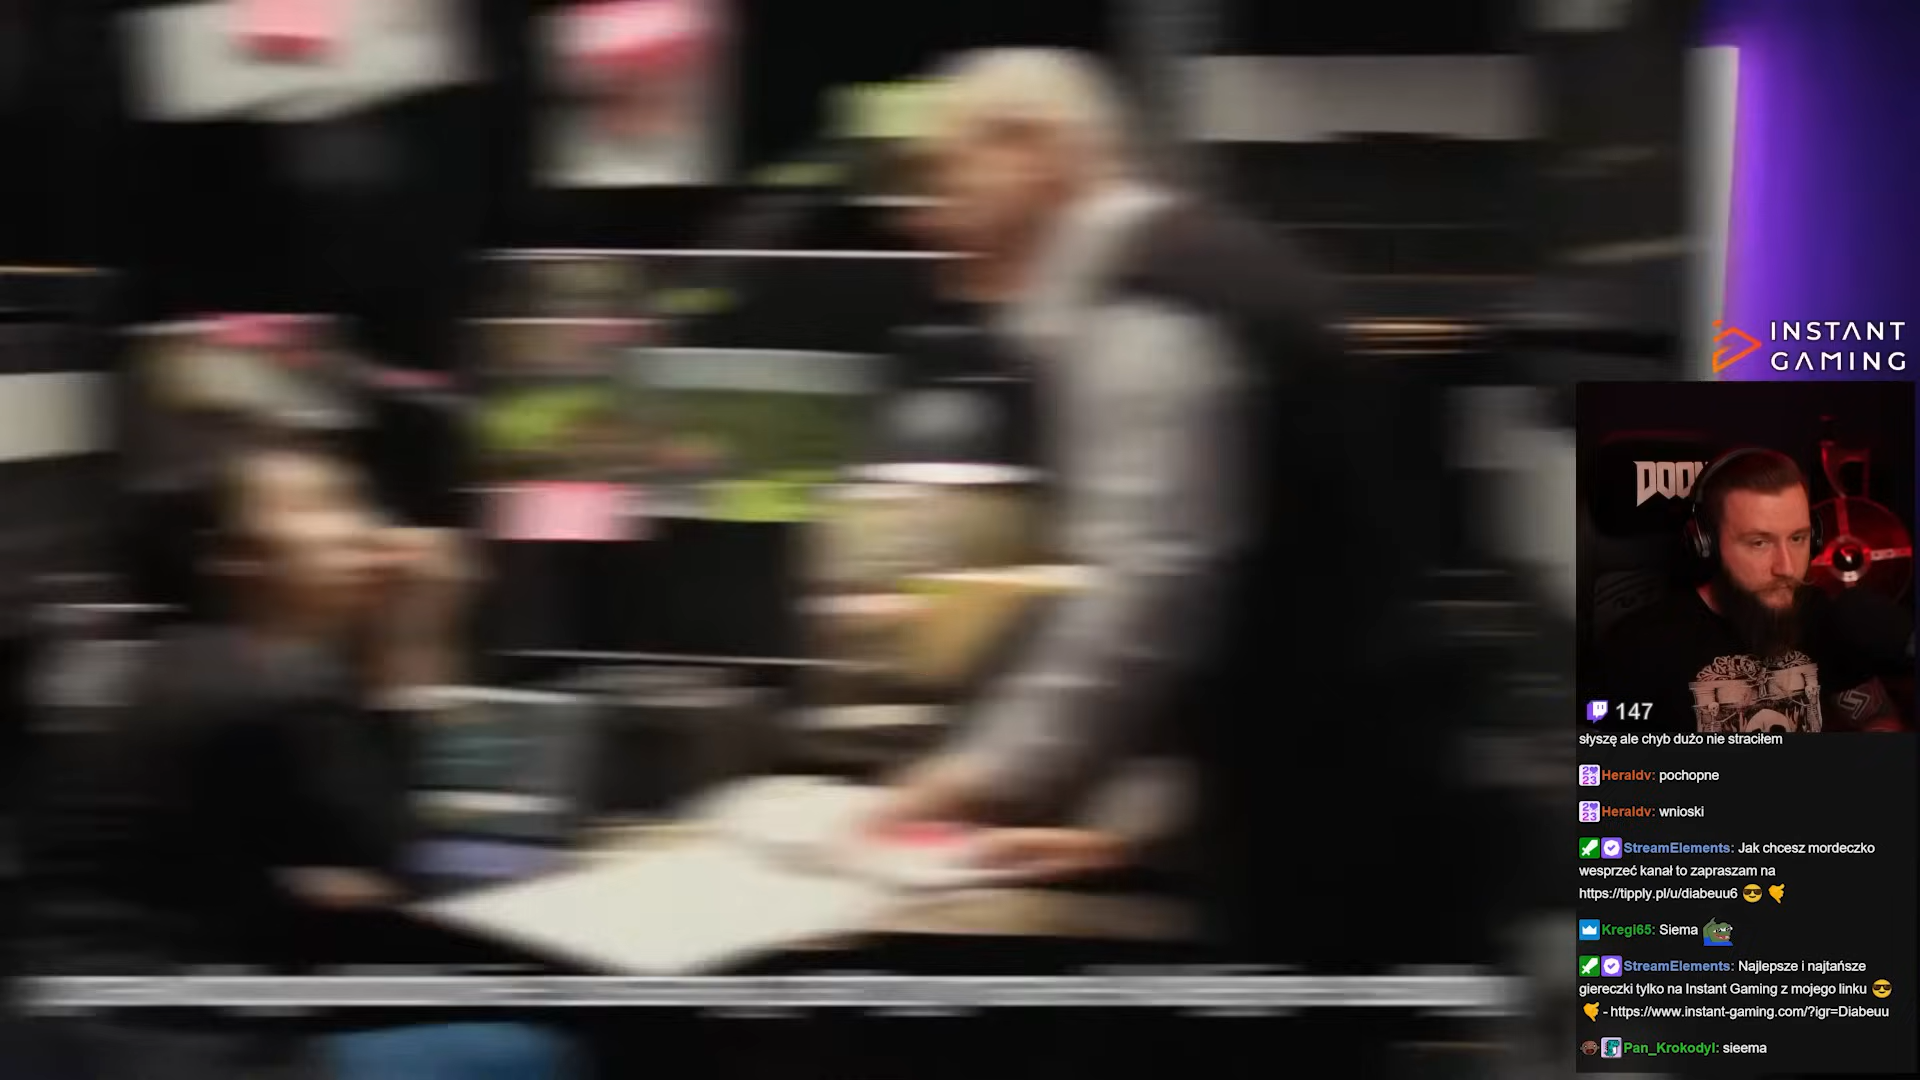 INSTANT
GAMING
DOOM
147
słyszę ale chyb dużo nie straciłem
Heraldv: pochopne
Heraldv: wnioski
StreamElements: Jak chcesz mordeczko
wesprzeć kanał to zapraszam na
https://tipply.pl/u/diabeuu6
Kregl65: Siema
StreamElements: Najlepsze i najtańsze
giereczki tylko na Instant Gaming z mojego linku
- https://www.instant-gaming.com/?igr=Diabeuu
Pan_Krokodyl: sieema